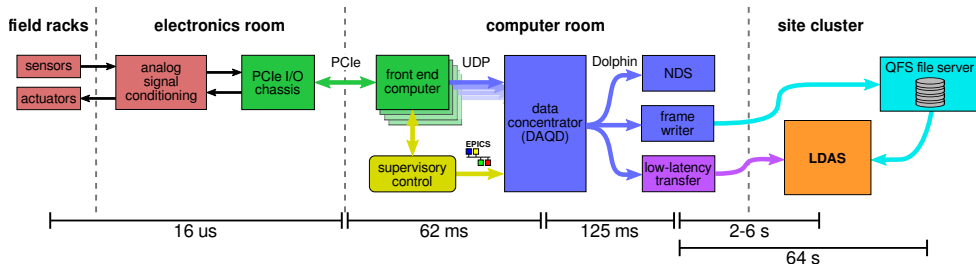 field racks
electronics room
computer room
site cluster
sensors
actuators
analog
signal
conditioning
PCIe I/O
chassis
PCIe
front end
computer
UDP
EPICS
supervisory
control
data
concentrator
(DAQD)
Dolphin
NDS
frame
writer
low-latency
transfer
QFS file server
LDAS
16 us
62 ms
125 ms
2-6 s
64 s